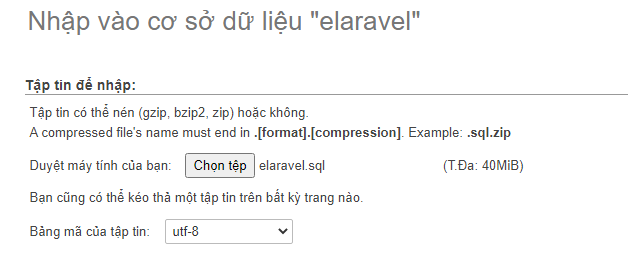 Nhập vào cơ sở dữ liệu "elaravel"
Tập tin để nhập:
Tập tin có thể nén (gzip, bzip2, zip) hoặc không.
A compressed file's name must end in .[format].[compression]. Example: .sql.zip
Duyệt máy tính của bạn: Chọn tệp elaravel.sql (T.Đa: 40MiB)
Bạn cũng có thể kéo thả một tập tin trên bất kỳ trang nào.
Bảng mã của tập tin: utf-8